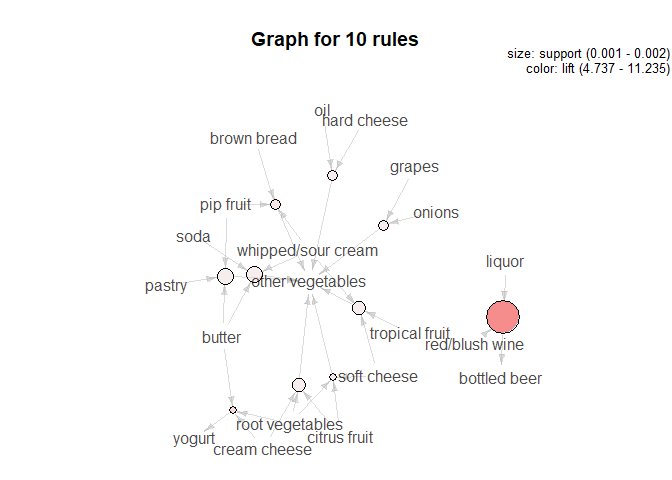 Graph for 10 rules
size: support (0.001 - 0.002)
color: lift (4.737 - 11.235)
oil
hard cheese
brown bread
grapes
pip fruit
onions
soda
whipped/sour cream
liquor
pastry
other vegetables
tropical fruit
butter
red/blush wine
soft cheese
bottled beer
root vegetables
yogurt
citrus fruit
cream cheese